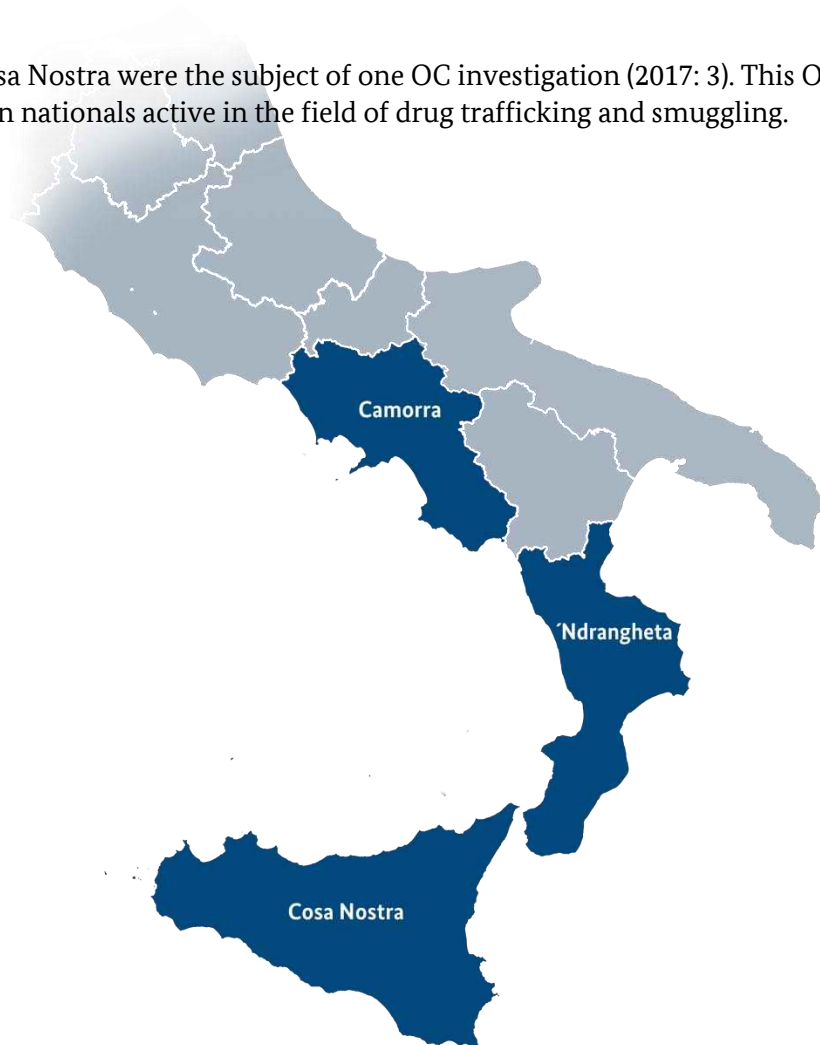 sa Nostra were the subject of one OC investigation (2017: 3). This O
n nationals active in the field of drug trafficking and smuggling.
Camorra
´Ndrangheta
Cosa Nostra